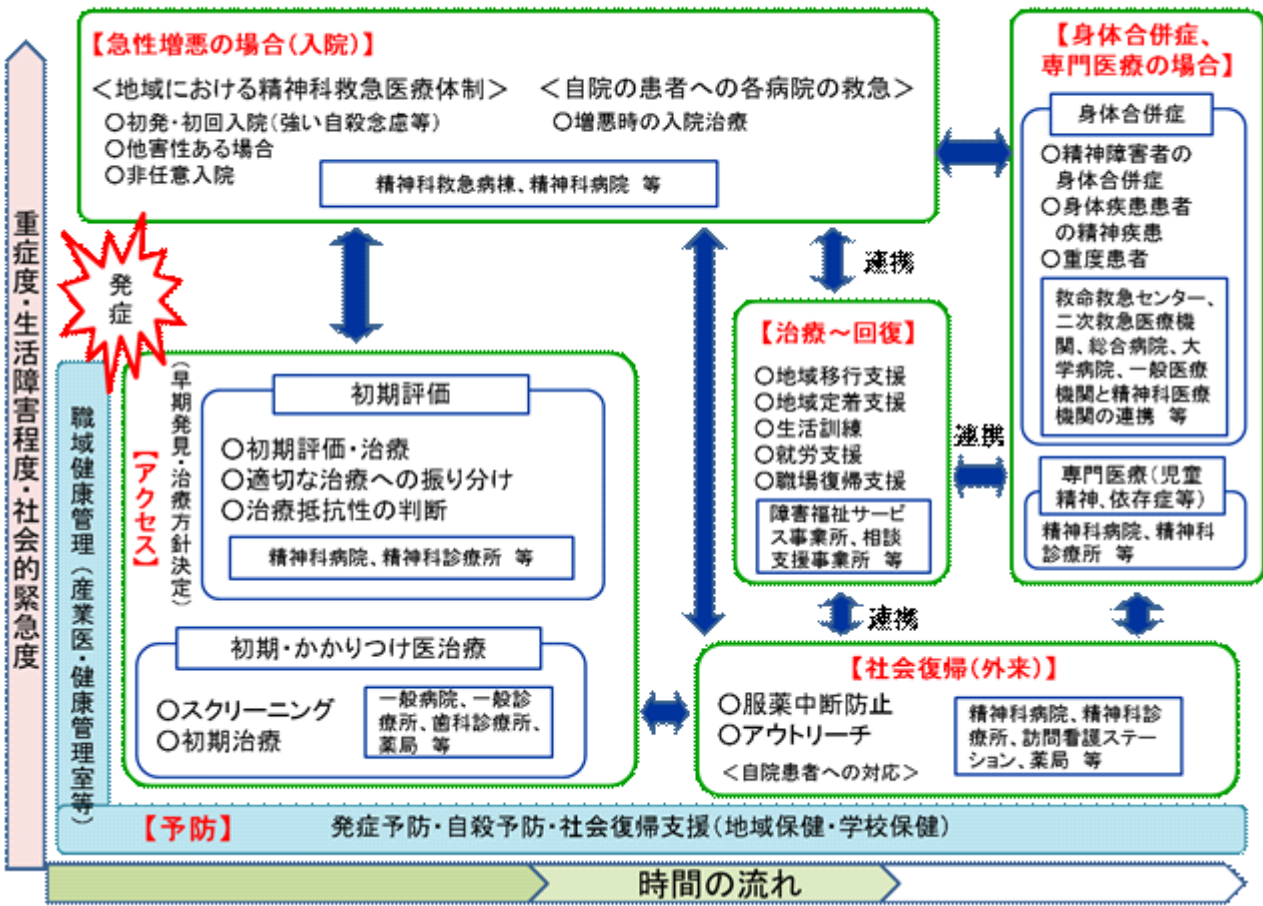 【急性増悪の場合（入院）】
＜地域における精神科救急医療体制＞
○初発・初回入院（強い自殺念慮等）
○他害性ある場合
○非任意入院
＜自院の患者への各病院の救急＞
○増悪時の入院治療
精神科救急病棟、精神科病院 等
【身体合併症、
専門医療の場合】
身体合併症
○精神障害者の
身体合併症
○身体疾患患者
の精神疾患
○重度患者
救命救急センター、
二次救急医療機
関、総合病院、大
学病院、一般医療
機関と精神科医療
機関の連携 等
専門医療（児童
精神、依存症等）
精神科病院、精神科
診療所 等
重症度・生活障害程度・社会的緊急度
発
症
連携
【治療～回復】
○地域移行支援
○地域定着支援
○生活訓練
○就労支援
○職場復帰支援
障害福祉サービ
ス事業所、相談
支援事業所 等
連携
連携
職域健康管理（産業医・健康管理室等）
【アクセス】
（早期発見・治療方針決定）
初期評価
○初期評価・治療
○適切な治療への振り分け
○治療抵抗性の判断
精神科病院、精神科診療所 等
初期・かかりつけ医治療
○スクリーニング
○初期治療
一般病院、一般診
療所、歯科診療所、
薬局 等
【社会復帰（外来）】
○服薬中断防止
○アウトリーチ
＜自院患者への対応＞
精神科病院、精神科診
療所、訪問看護ステー
ション、薬局 等
【予防】 発症予防・自殺予防・社会復帰支援（地域保健・学校保健）
時間の流れ